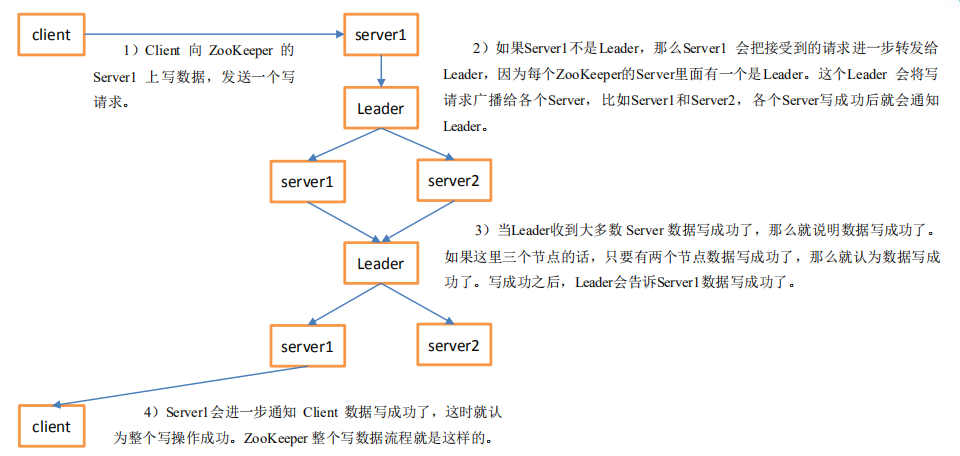 client
server1
1）Client 向 ZooKeeper 的
Server1 上写数据，发送一个写
请求。
2）如果Server1不是Leader，那么Server1 会把接受到的请求进一步转发给
Leader，因为每个ZooKeeper的Server里面有一个是Leader。这个Leader 会将写
请求广播给各个Server，比如Server1和Server2，各个Server写成功后就会通知
Leader。
Leader
server1
server2
3）当Leader收到大多数 Server 数据写成功了，那么就说明数据写成功了。
如果这里三个节点的话，只要有两个节点数据写成功了，那么就认为数据写成
功了。写成功之后，Leader会告诉Server1数据写成功了。
Leader
server1
server2
4）Server1会进一步通知 Client 数据写成功了，这时就认
为整个写操作成功。ZooKeeper 整个写数据流程就是这样的。
client